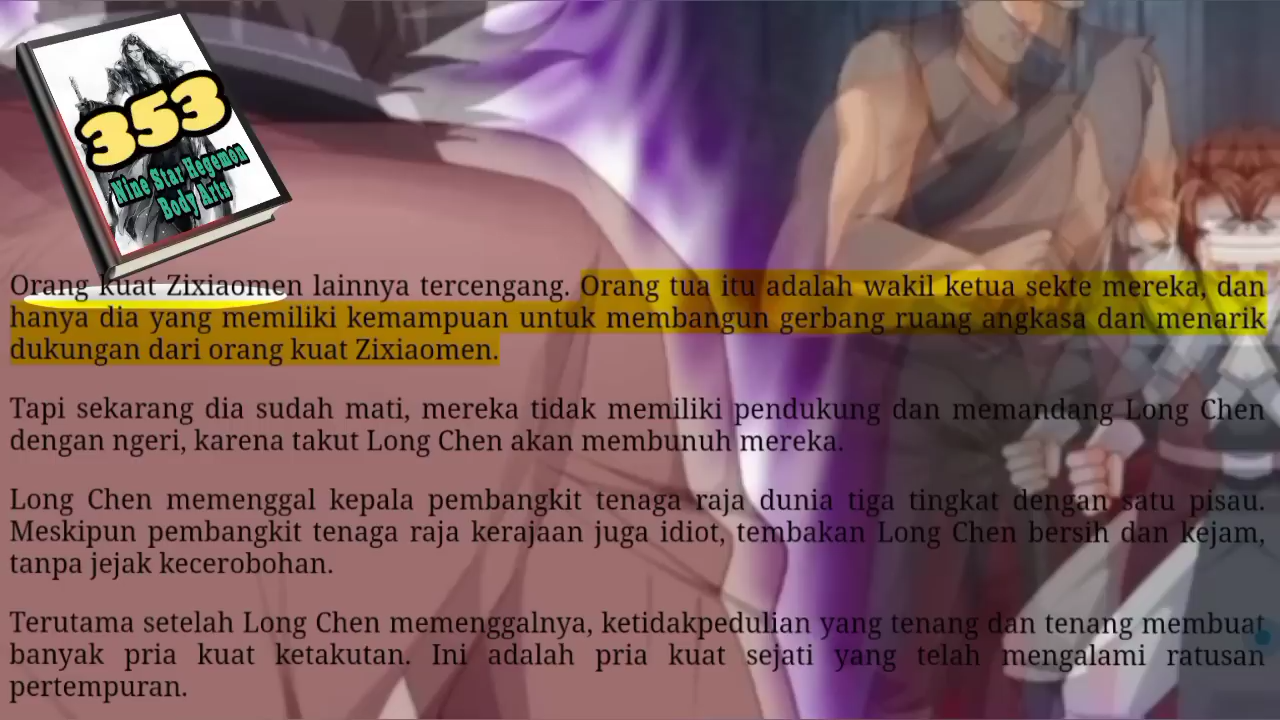 353
Nine Star Hegemon
Body Arts
Orang kuat Zixiaomen lainnya tercengang. Orang tua itu adalah wakil ketua sekte mereka, dan
hanya dia yang memiliki kemampuan untuk membangun gerbang ruang angkasa dan menarik
dukungan dari orang kuat Zixiaomen.
Tapi sekarang dia sudah mati, mereka tidak memiliki pendukung dan memandang Long Chen
dengan ngeri, karena takut Long Chen akan membunuh mereka.
Long Chen memenggal kepala pembangkit tenaga raja dunia tiga tingkat dengan satu pisau.
Meskipun pembangkit tenaga raja kerajaan juga idiot, tembakan Long Chen bersih dan kejam,
tanpa jejak kecerobohan.
Terutama setelah Long Chen memenggalnya, ketidakpedulian yang tenang dan tenang membuat
banyak pria kuat ketakutan. Ini adalah pria kuat sejati yang telah mengalami ratusan
pertempuran.